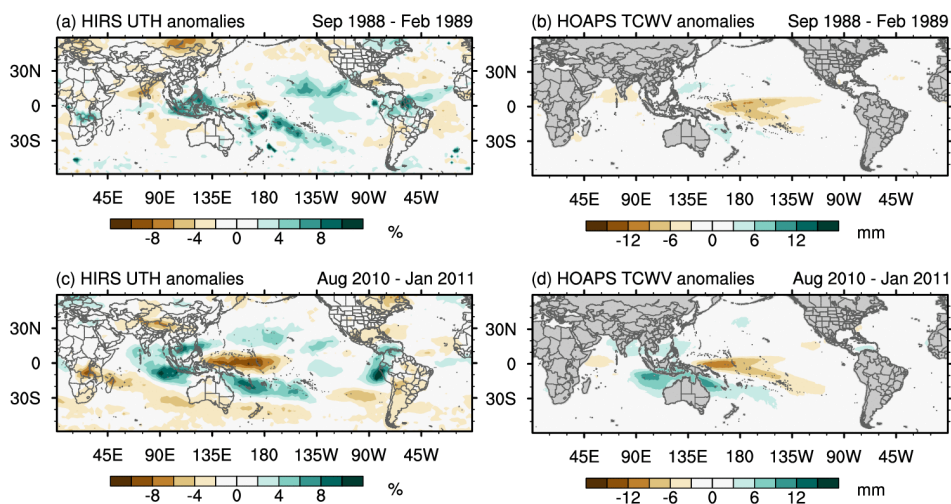 (a) HIRS UTH anomalies Sep 1988 - Feb 1989
(b) HOAPS TCWV anomalies Sep 1988 - Feb 1989
30N
0
30S
30N
0
30S
45E 90E 135E 180 135W 90W 45W
45E 90E 135E 180 135W 90W 45W
-8 -4 0 4 8 %
-12 -6 0 6 12 mm
(c) HIRS UTH anomalies Aug 2010 - Jan 2011
(d) HOAPS TCWV anomalies Aug 2010 - Jan 2011
30N
0
30S
30N
0
30S
45E 90E 135E 180 135W 90W 45W
45E 90E 135E 180 135W 90W 45W
-8 -4 0 4 8 %
-12 -6 0 6 12 mm